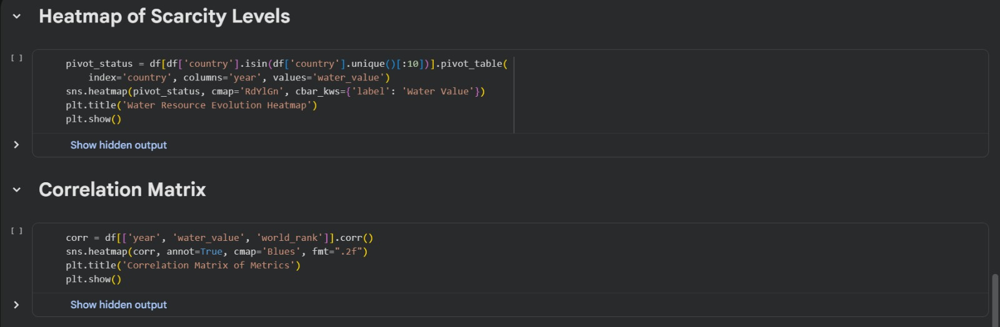 Heatmap of Scarcity Levels
[ ]
pivot_status = df[df['country'].isin(df['country'].unique()[:10])].pivot_table(
    index='country', columns='year', values='water_value')
sns.heatmap(pivot_status, cmap='RdYlGn', cbar_kws={'label': 'Water Value'})
plt.title('Water Resource Evolution Heatmap')
plt.show()
Show hidden output
Correlation Matrix
[ ]
corr = df[['year', 'water_value', 'world_rank']].corr()
sns.heatmap(corr, annot=True, cmap='Blues', fmt=".2f")
plt.title('Correlation Matrix of Metrics')
plt.show()
Show hidden output